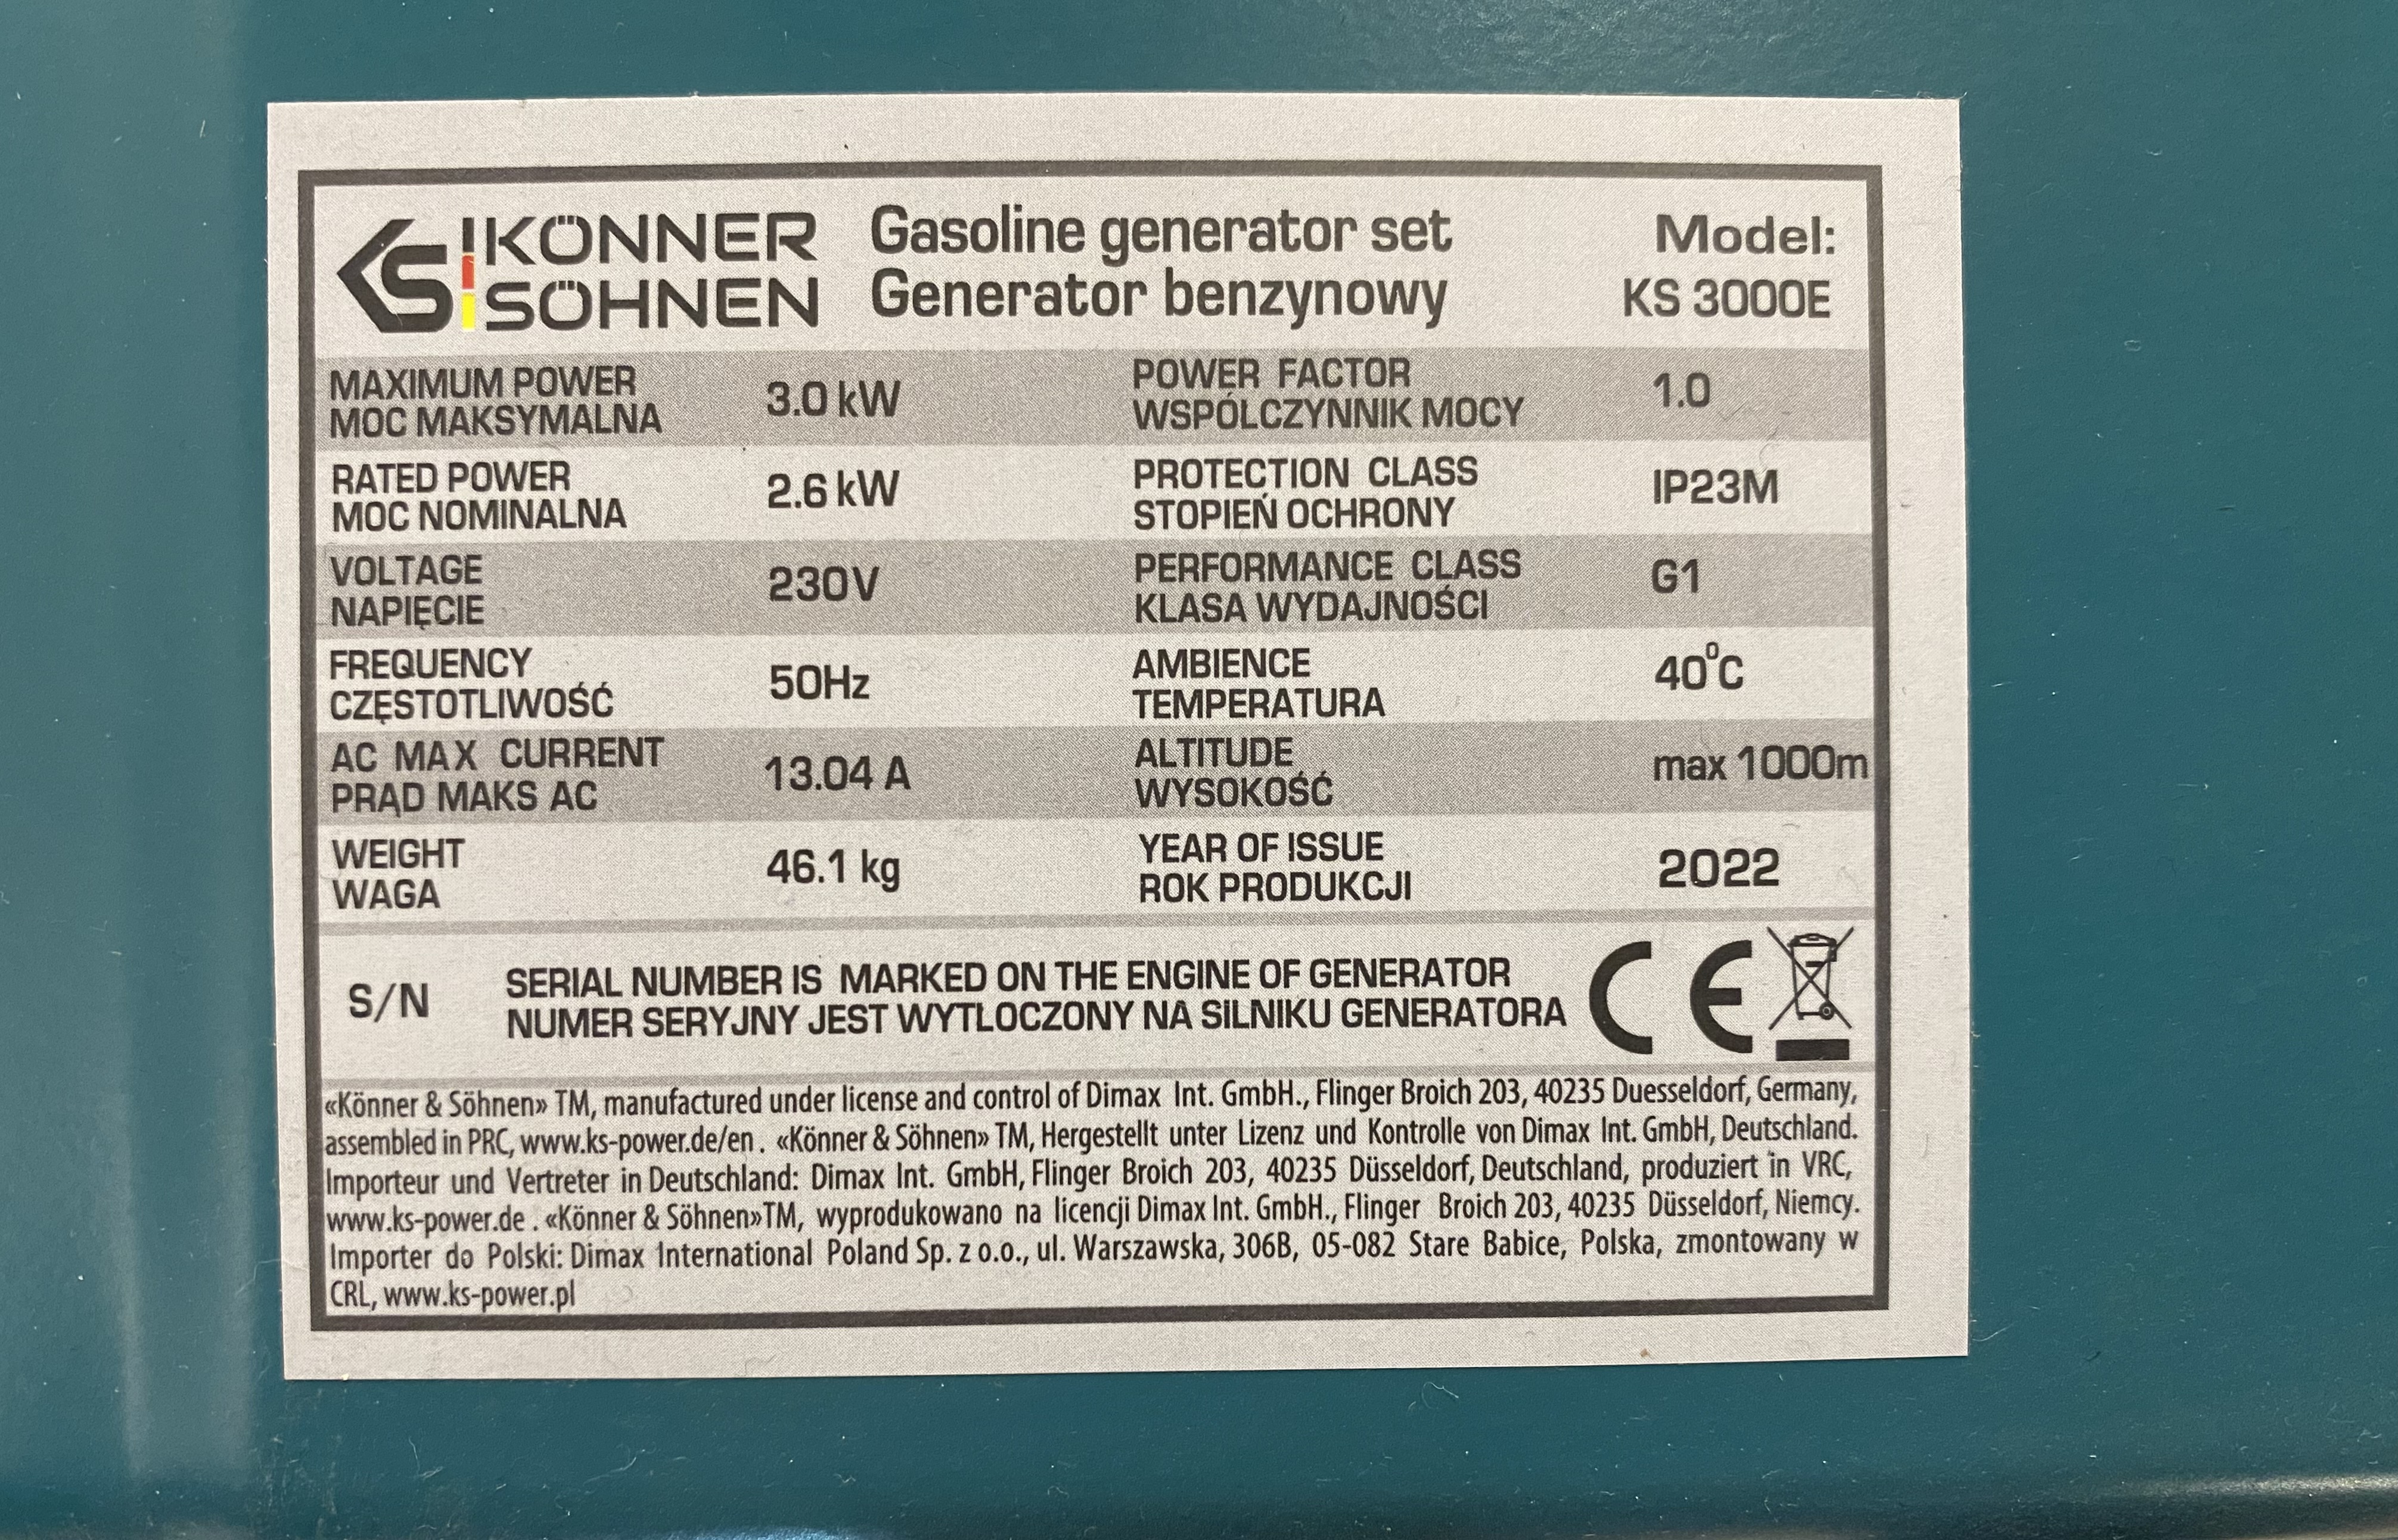 KS KÖNNER
SÖHNEN
Gasoline generator set
Generator benzynowy
Model:
KS 3000E
MAXIMUM POWER
MOC MAKSYMALNA
3.0 kW
POWER FACTOR
WSPÓLCZYNNIK MOCY
1.0
RATED POWER
MOC NOMINALNA
2.6 kW
PROTECTION CLASS
STOPIEŃ OCHRONY
IP23M
VOLTAGE
NAPIĘCIE
230V
PERFORMANCE CLASS
KLASA WYDAJNOŚCI
G1
FREQUENCY
CZĘSTOTLIWOŚĆ
50Hz
AMBIENCE
TEMPERATURA
40°C
AC MAX CURRENT
PRĄD MAKS AC
13.04 A
ALTITUDE
WYSOKOŚĆ
max 1000m
WEIGHT
WAGA
46.1 kg
YEAR OF ISSUE
ROK PRODUKCJI
2022
S/N
SERIAL NUMBER IS MARKED ON THE ENGINE OF GENERATOR
NUMER SERYJNY JEST WYTLOCZONY NA SILNIKU GENERATORA
CE
«Könner & Söhnen» TM, manufactured under license and control of Dimax Int. GmbH., Flinger Broich 203, 40235 Duesseldorf, Germany,
assembled in PRC, www.ks-power.de/en. «Könner & Söhnen» TM, Hergestellt unter Lizenz und Kontrolle von Dimax Int. GmbH, Deutschland.
Importeur und Vertreter in Deutschland: Dimax Int. GmbH, Flinger Broich 203, 40235 Düsseldorf, Deutschland, produziert in VRC,
www.ks-power.de . «Könner & Söhnen»TM, wyprodukowano na licencji Dimax Int. GmbH., Flinger Broich 203, 40235 Düsseldorf, Niemcy.
Importer do Polski: Dimax International Poland Sp. z o.o., ul. Warszawska, 306B, 05-082 Stare Babice, Polska, zmontowany w
CRL, www.ks-power.pl